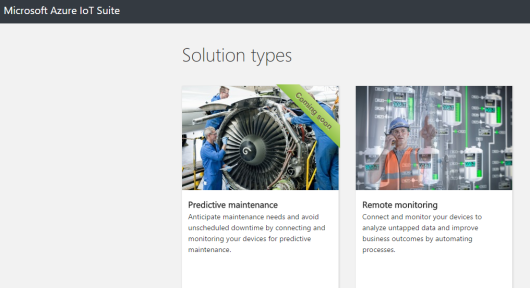 Microsoft Azure IoT Suite
Solution types
Coming soon
Predictive maintenance
Anticipate maintenance needs and avoid
unscheduled downtime by connecting and
monitoring your devices for predictive
maintenance.
Remote monitoring
Connect and monitor your devices to
analyze untapped data and improve
business outcomes by automating
processes.